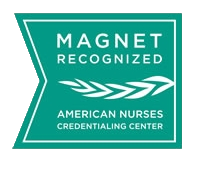 MAGNET
RECOGNIZED
AMERICAN NURSES
CREDENTIALING CENTER